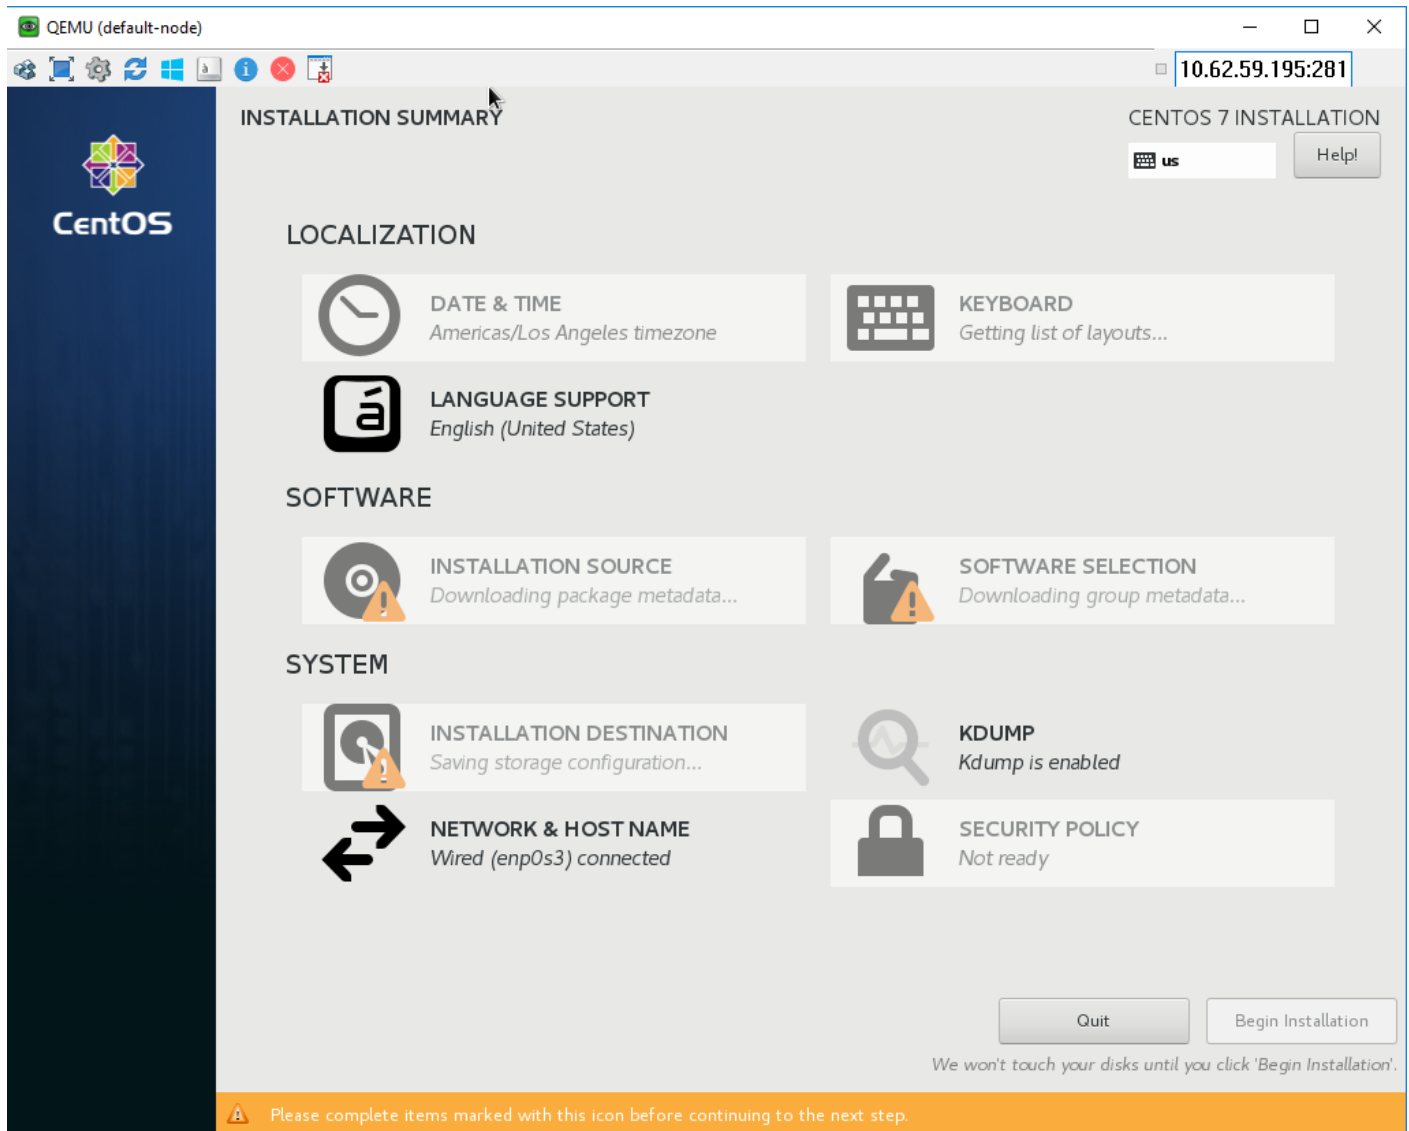 QEMU (default-node)
10.62.59.195:281
INSTALLATION SUMMARY
CENTOS 7 INSTALLATION
us
Help!
CentOS
LOCALIZATION
DATE & TIME
Americas/Los Angeles timezone
KEYBOARD
Getting list of layouts...
á
LANGUAGE SUPPORT
English (United States)
SOFTWARE
INSTALLATION SOURCE
Downloading package metadata...
SOFTWARE SELECTION
Downloading group metadata...
SYSTEM
INSTALLATION DESTINATION
Saving storage configuration...
KDUMP
Kdump is enabled
NETWORK & HOST NAME
Wired (enp0s3) connected
SECURITY POLICY
Not ready
Quit
Begin Installation
We won't touch your disks until you click 'Begin Installation'.
Please complete items marked with this icon before continuing to the next step.